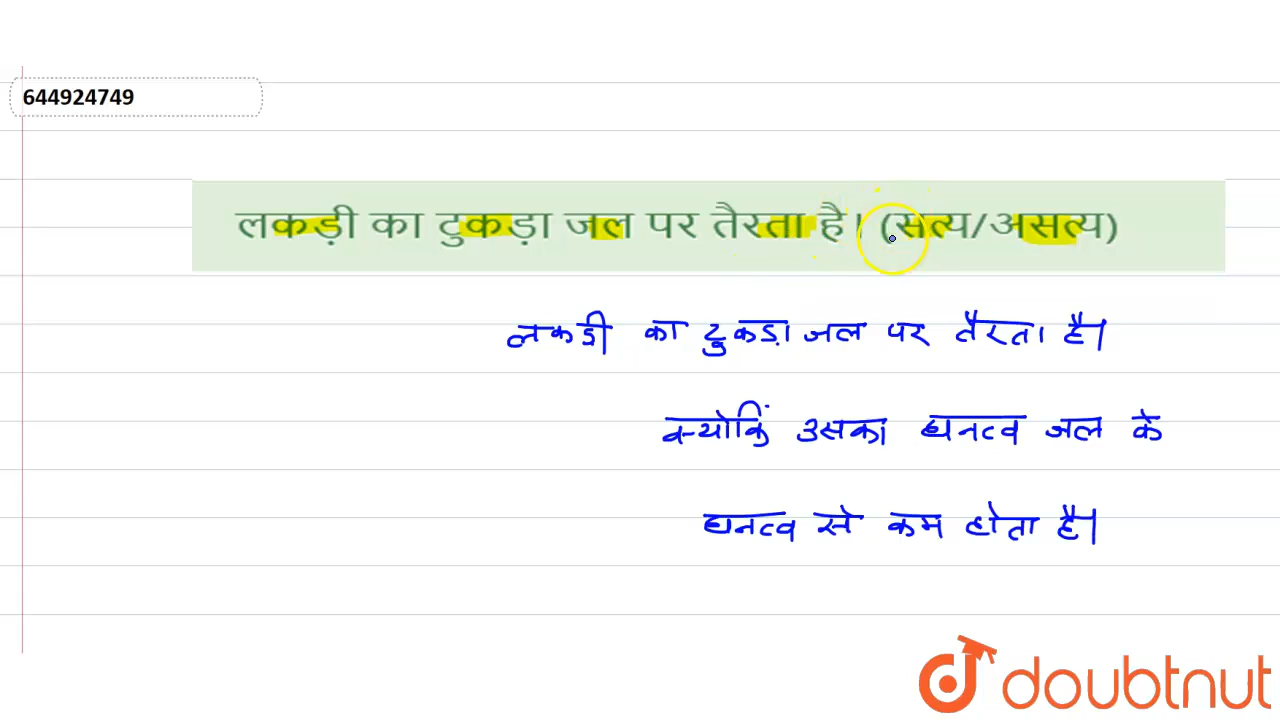 644924749
लकड़ी का टुकड़ा जल पर तैरता है। (सत्य/असत्य)
लकडी का टुकडा़ जल पर तैरता है।
क्योकिं उसका घनत्व जल के
घनत्व से कम होता है।
doubtnut